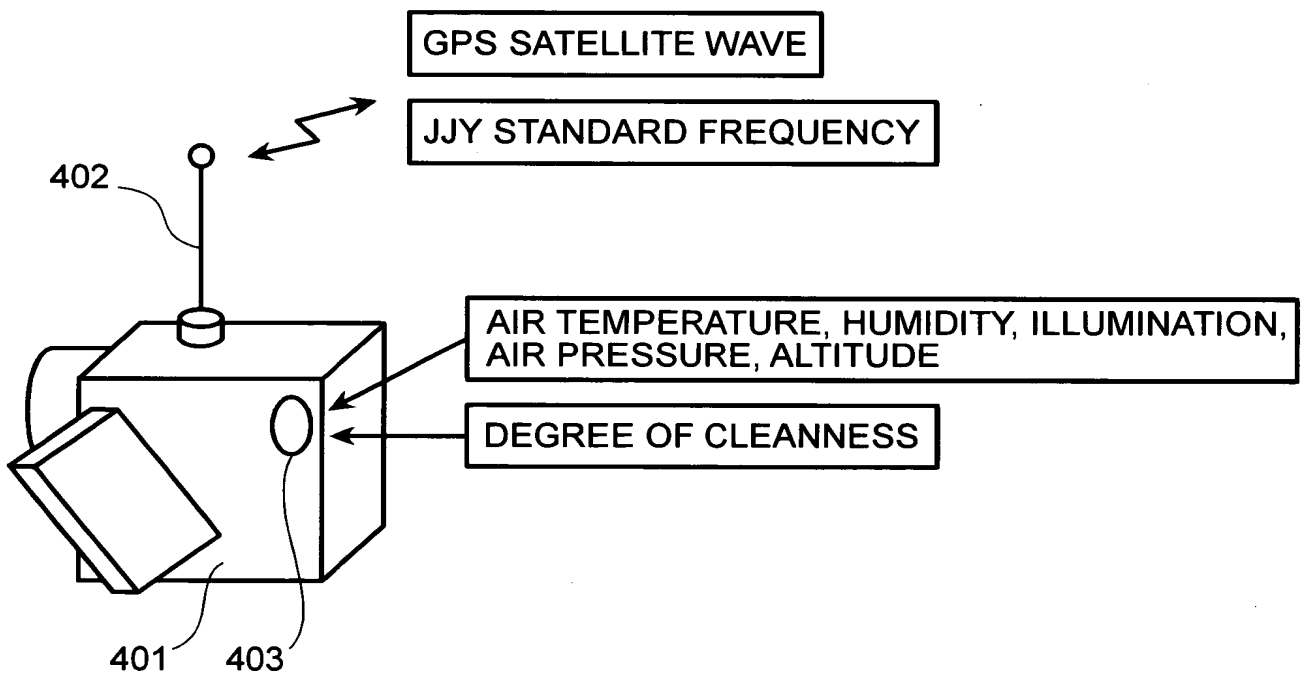 GPS SATELLITE WAVE
JJY STANDARD FREQUENCY
402
AIR TEMPERATURE, HUMIDITY, ILLUMINATION,
AIR PRESSURE, ALTITUDE
DEGREE OF CLEANNESS
401
403